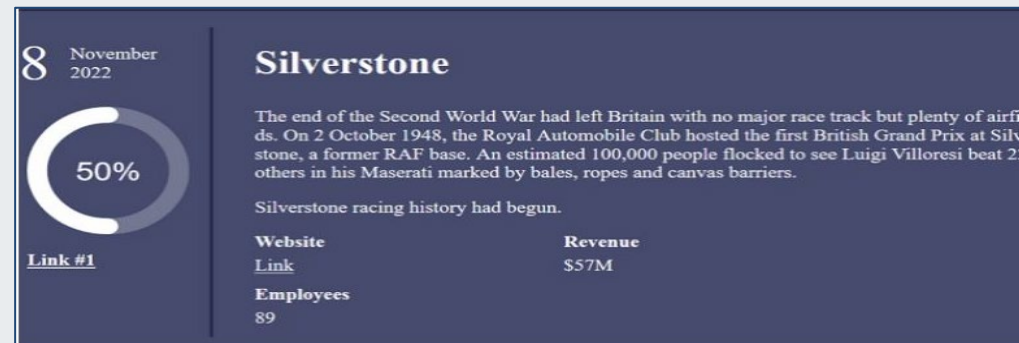 8 November
2022
50%
Link #1
Silverstone
The end of the Second World War had left Britain with no major race track but plenty of airfi
ds. On 2 October 1948, the Royal Automobile Club hosted the first British Grand Prix at Silv
stone, a former RAF base. An estimated 100,000 people flocked to see Luigi Villoresi beat 2
others in his Maserati marked by bales, ropes and canvas barriers.
Silverstone racing history had begun.
Website Revenue
Link $57M
Employees
89